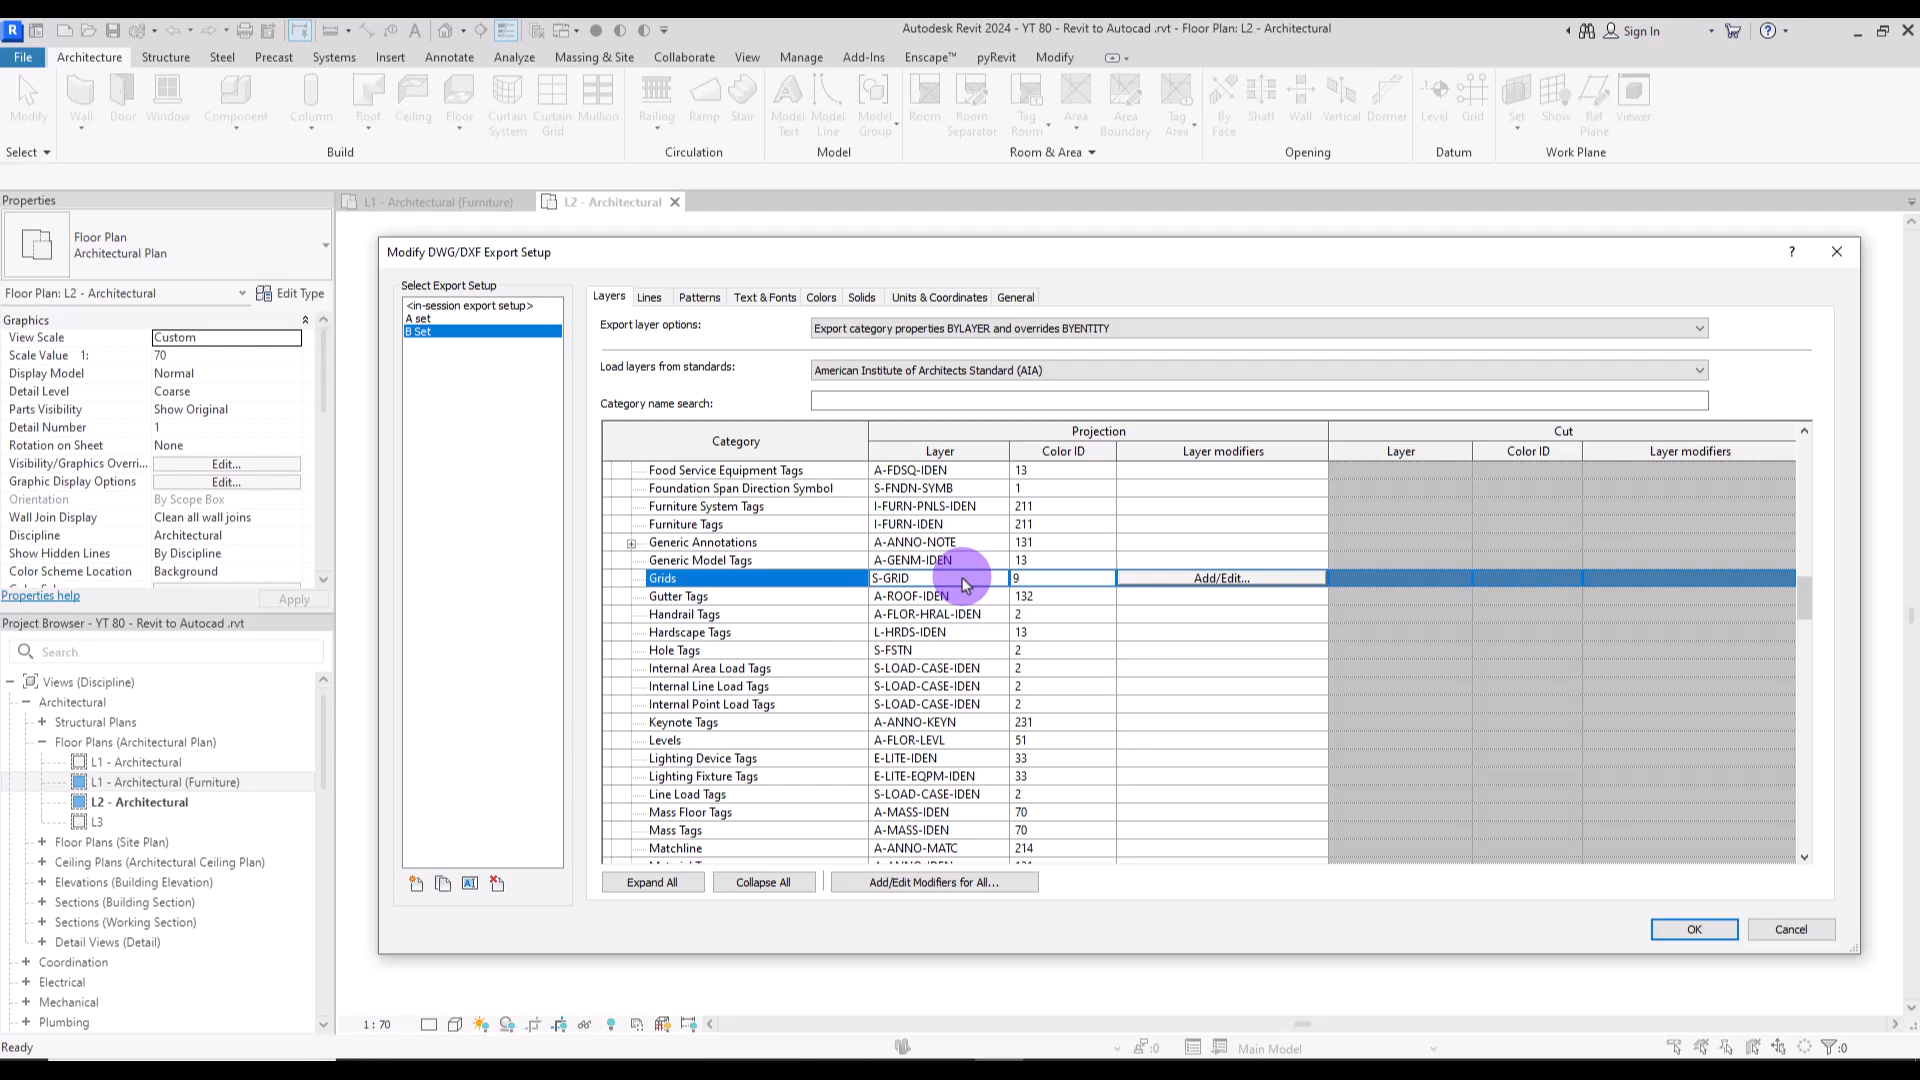 Autodesk Revit 2024 - YT 80 - Revit to Autocad .rvt - Floor Plan: L2 - Architectural
Sign In
File Architecture Structure Steel Precast Systems Insert Annotate Analyze Massing & Site Collaborate View Manage Add-Ins Enscape™ pyRevit Modify
Modify Wall Door Window Component Column Roof Ceiling Floor Curtain System Curtain Grid Mullion Railing Ramp Stair Model Text Model Line Model Group Room Room Separator Tag Room Area Area Boundary Tag Area By Face Shaft Wall Vertical Dormer Level Grid Set Show Ref Plane Viewer
Select Build Circulation Model Room & Area Opening Datum Work Plane
Properties
L1 - Architectural (Furniture) L2 - Architectural
Floor Plan
Architectural Plan
Floor Plan: L2 - Architectural Edit Type
Graphics
View Scale Custom
Scale Value 1: 70
Display Model Normal
Detail Level Coarse
Parts Visibility Show Original
Detail Number 1
Rotation on Sheet None
Visibility/Graphics Overri... Edit...
Graphic Display Options Edit...
Orientation By Scope Box
Wall Join Display Clean all wall joins
Discipline Architectural
Show Hidden Lines By Discipline
Color Scheme Location Background
Properties help Apply
Project Browser - YT 80 - Revit to Autocad .rvt
Search
Views (Discipline)
Architectural
Structural Plans
Floor Plans (Architectural Plan)
L1 - Architectural
L1 - Architectural (Furniture)
L2 - Architectural
L3
Floor Plans (Site Plan)
Ceiling Plans (Architectural Ceiling Plan)
Elevations (Building Elevation)
Sections (Building Section)
Sections (Working Section)
Detail Views (Detail)
Coordination
Electrical
Mechanical
Plumbing
Modify DWG/DXF Export Setup
Select Export Setup
<in-session export setup>
A set
B Set
Layers Lines Patterns Text & Fonts Colors Solids Units & Coordinates General
Export layer options: Export category properties BYLAYER and overrides BYENTITY
Load layers from standards: American Institute of Architects Standard (AIA)
Category name search:
Category Projection Cut
Layer Color ID Layer modifiers Layer Color ID Layer modifiers
Food Service Equipment Tags A-FDSQ-IDEN 13
Foundation Span Direction Symbol S-FNDN-SYMB 1
Furniture System Tags I-FURN-PNLS-IDEN 211
Furniture Tags I-FURN-IDEN 211
Generic Annotations A-ANNO-NOTE 131
Generic Model Tags A-GENM-IDEN 13
Grids S-GRID 9 Add/Edit...
Gutter Tags A-ROOF-IDEN 132
Handrail Tags A-FLOR-HRAL-IDEN 2
Hardscape Tags L-HRDS-IDEN 13
Hole Tags S-FSTN 2
Internal Area Load Tags S-LOAD-CASE-IDEN 2
Internal Line Load Tags S-LOAD-CASE-IDEN 2
Internal Point Load Tags S-LOAD-CASE-IDEN 2
Keynote Tags A-ANNO-KEYN 231
Levels A-FLOR-LEVL 51
Lighting Device Tags E-LITE-IDEN 33
Lighting Fixture Tags E-LITE-EQPM-IDEN 33
Line Load Tags S-LOAD-CASE-IDEN 2
Mass Floor Tags A-MASS-IDEN 70
Mass Tags A-MASS-IDEN 70
Matchline A-ANNO-MATC 214
Expand All Collapse All Add/Edit Modifiers for All...
OK Cancel
1 : 70
Ready :0 Main Model :0